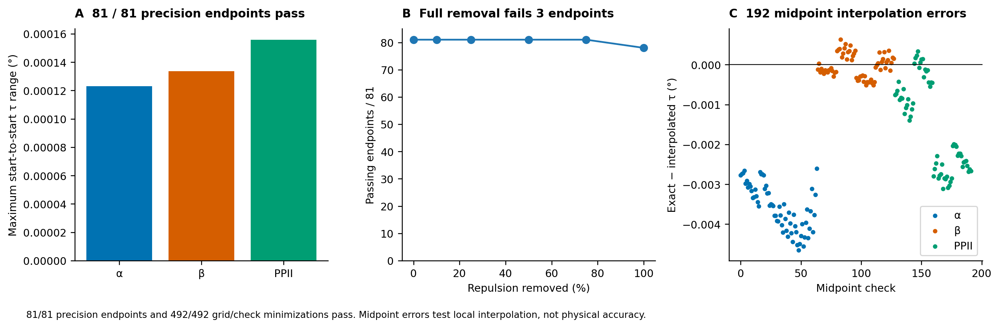 A 81 / 81 precision endpoints pass
Maximum start-to-start τ range (°)
0.00016
0.00014
0.00012
0.00010
0.00008
0.00006
0.00004
0.00002
0.00000
α
β
PPII
B Full removal fails 3 endpoints
Passing endpoints / 81
80
70
60
50
40
30
20
10
0
0
20
40
60
80
100
Repulsion removed (%)
C 192 midpoint interpolation errors
Exact − interpolated τ (°)
0.000
−0.001
−0.002
−0.003
−0.004
α
β
PPII
0
50
100
150
200
Midpoint check
81/81 precision endpoints and 492/492 grid/check minimizations pass. Midpoint errors test local interpolation, not physical accuracy.